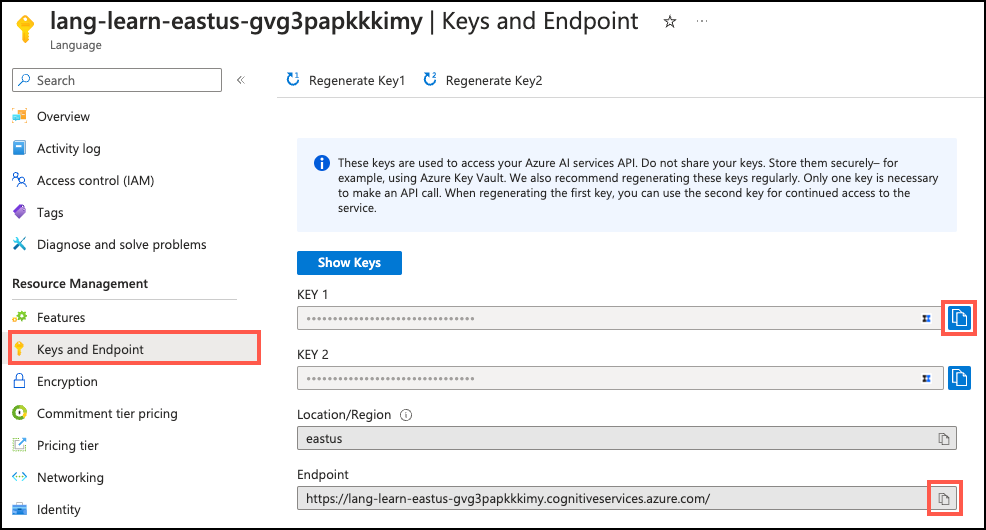 lang-learn-eastus-gvg3papkkkimy | Keys and Endpoint
Language
Search
Regenerate Key1
Regenerate Key2
Overview
Activity log
Access control (IAM)
Tags
Diagnose and solve problems
Resource Management
Features
Keys and Endpoint
Encryption
Commitment tier pricing
Pricing tier
Networking
Identity
These keys are used to access your Azure AI services API. Do not share your keys. Store them securely– for
example, using Azure Key Vault. We also recommend regenerating these keys regularly. Only one key is necessary
to make an API call. When regenerating the first key, you can use the second key for continued access to the
service.
Show Keys
KEY 1
••••••••••••••••••••••••••••••••
KEY 2
••••••••••••••••••••••••••••••••
Location/Region
eastus
Endpoint
https://lang-learn-eastus-gvg3papkkkimy.cognitiveservices.azure.com/